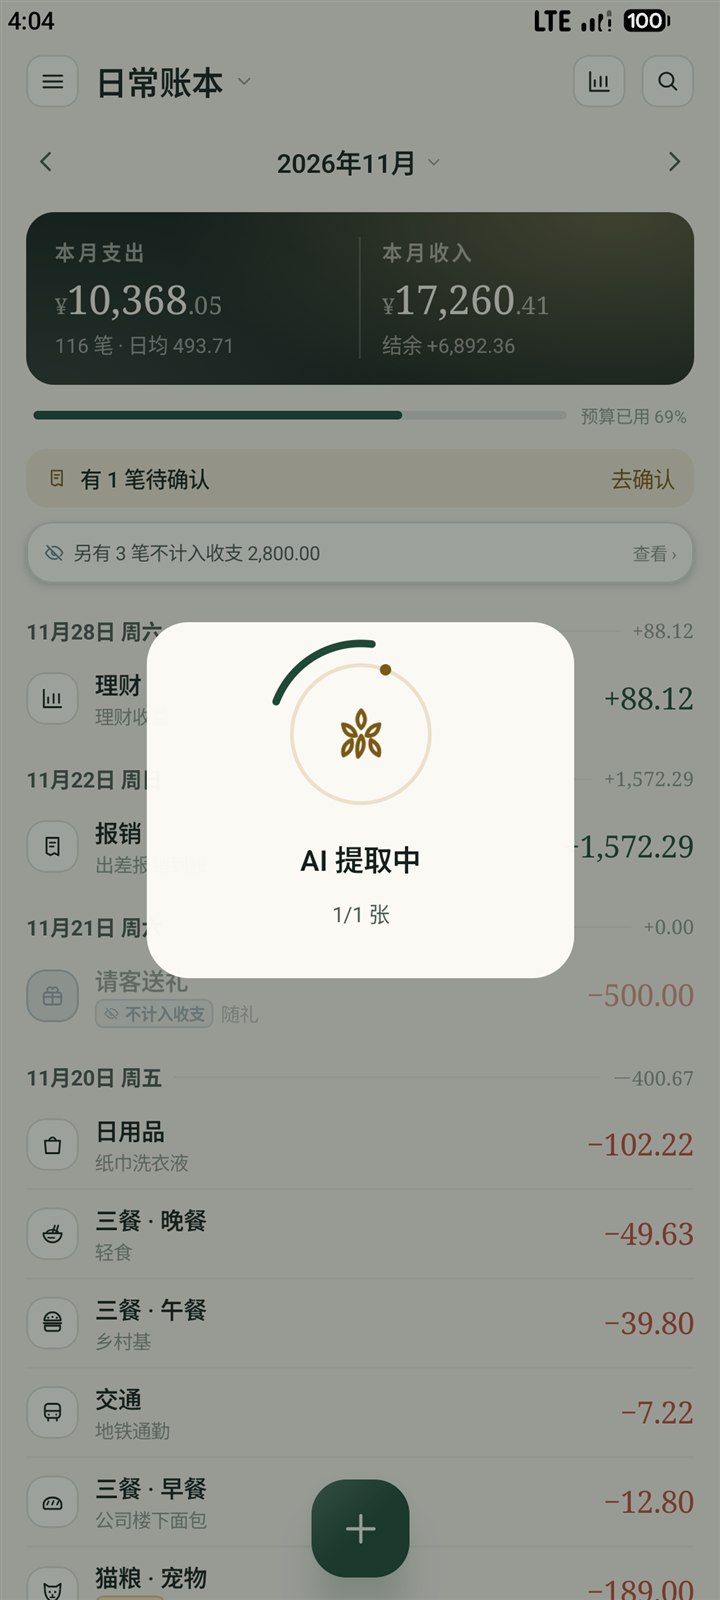 4:04
LTE 100
日常账本
2026年11月
本月支出
¥10,368.05
116 笔 · 日均 493.71
本月收入
¥17,260.41
结余 +6,892.36
预算已用 69%
有 1 笔待确认
去确认
另有 3 笔不计入收支 2,800.00
查看 ›
11月28日 周六
+88.12
理财
理财收
+88.12
11月22日 周
+1,572.29
报销
出差报
+1,572.29
AI 提取中
1/1 张
11月21日 周
+0.00
请客送礼
不计入收支 随礼
−500.00
11月20日 周五
−400.67
日用品
纸巾洗衣液
−102.22
三餐 · 晚餐
轻食
−49.63
三餐 · 午餐
乡村基
−39.80
交通
地铁通勤
−7.22
三餐 · 早餐
公司楼下面包
−12.80
猫粮 · 宠物
−189.00